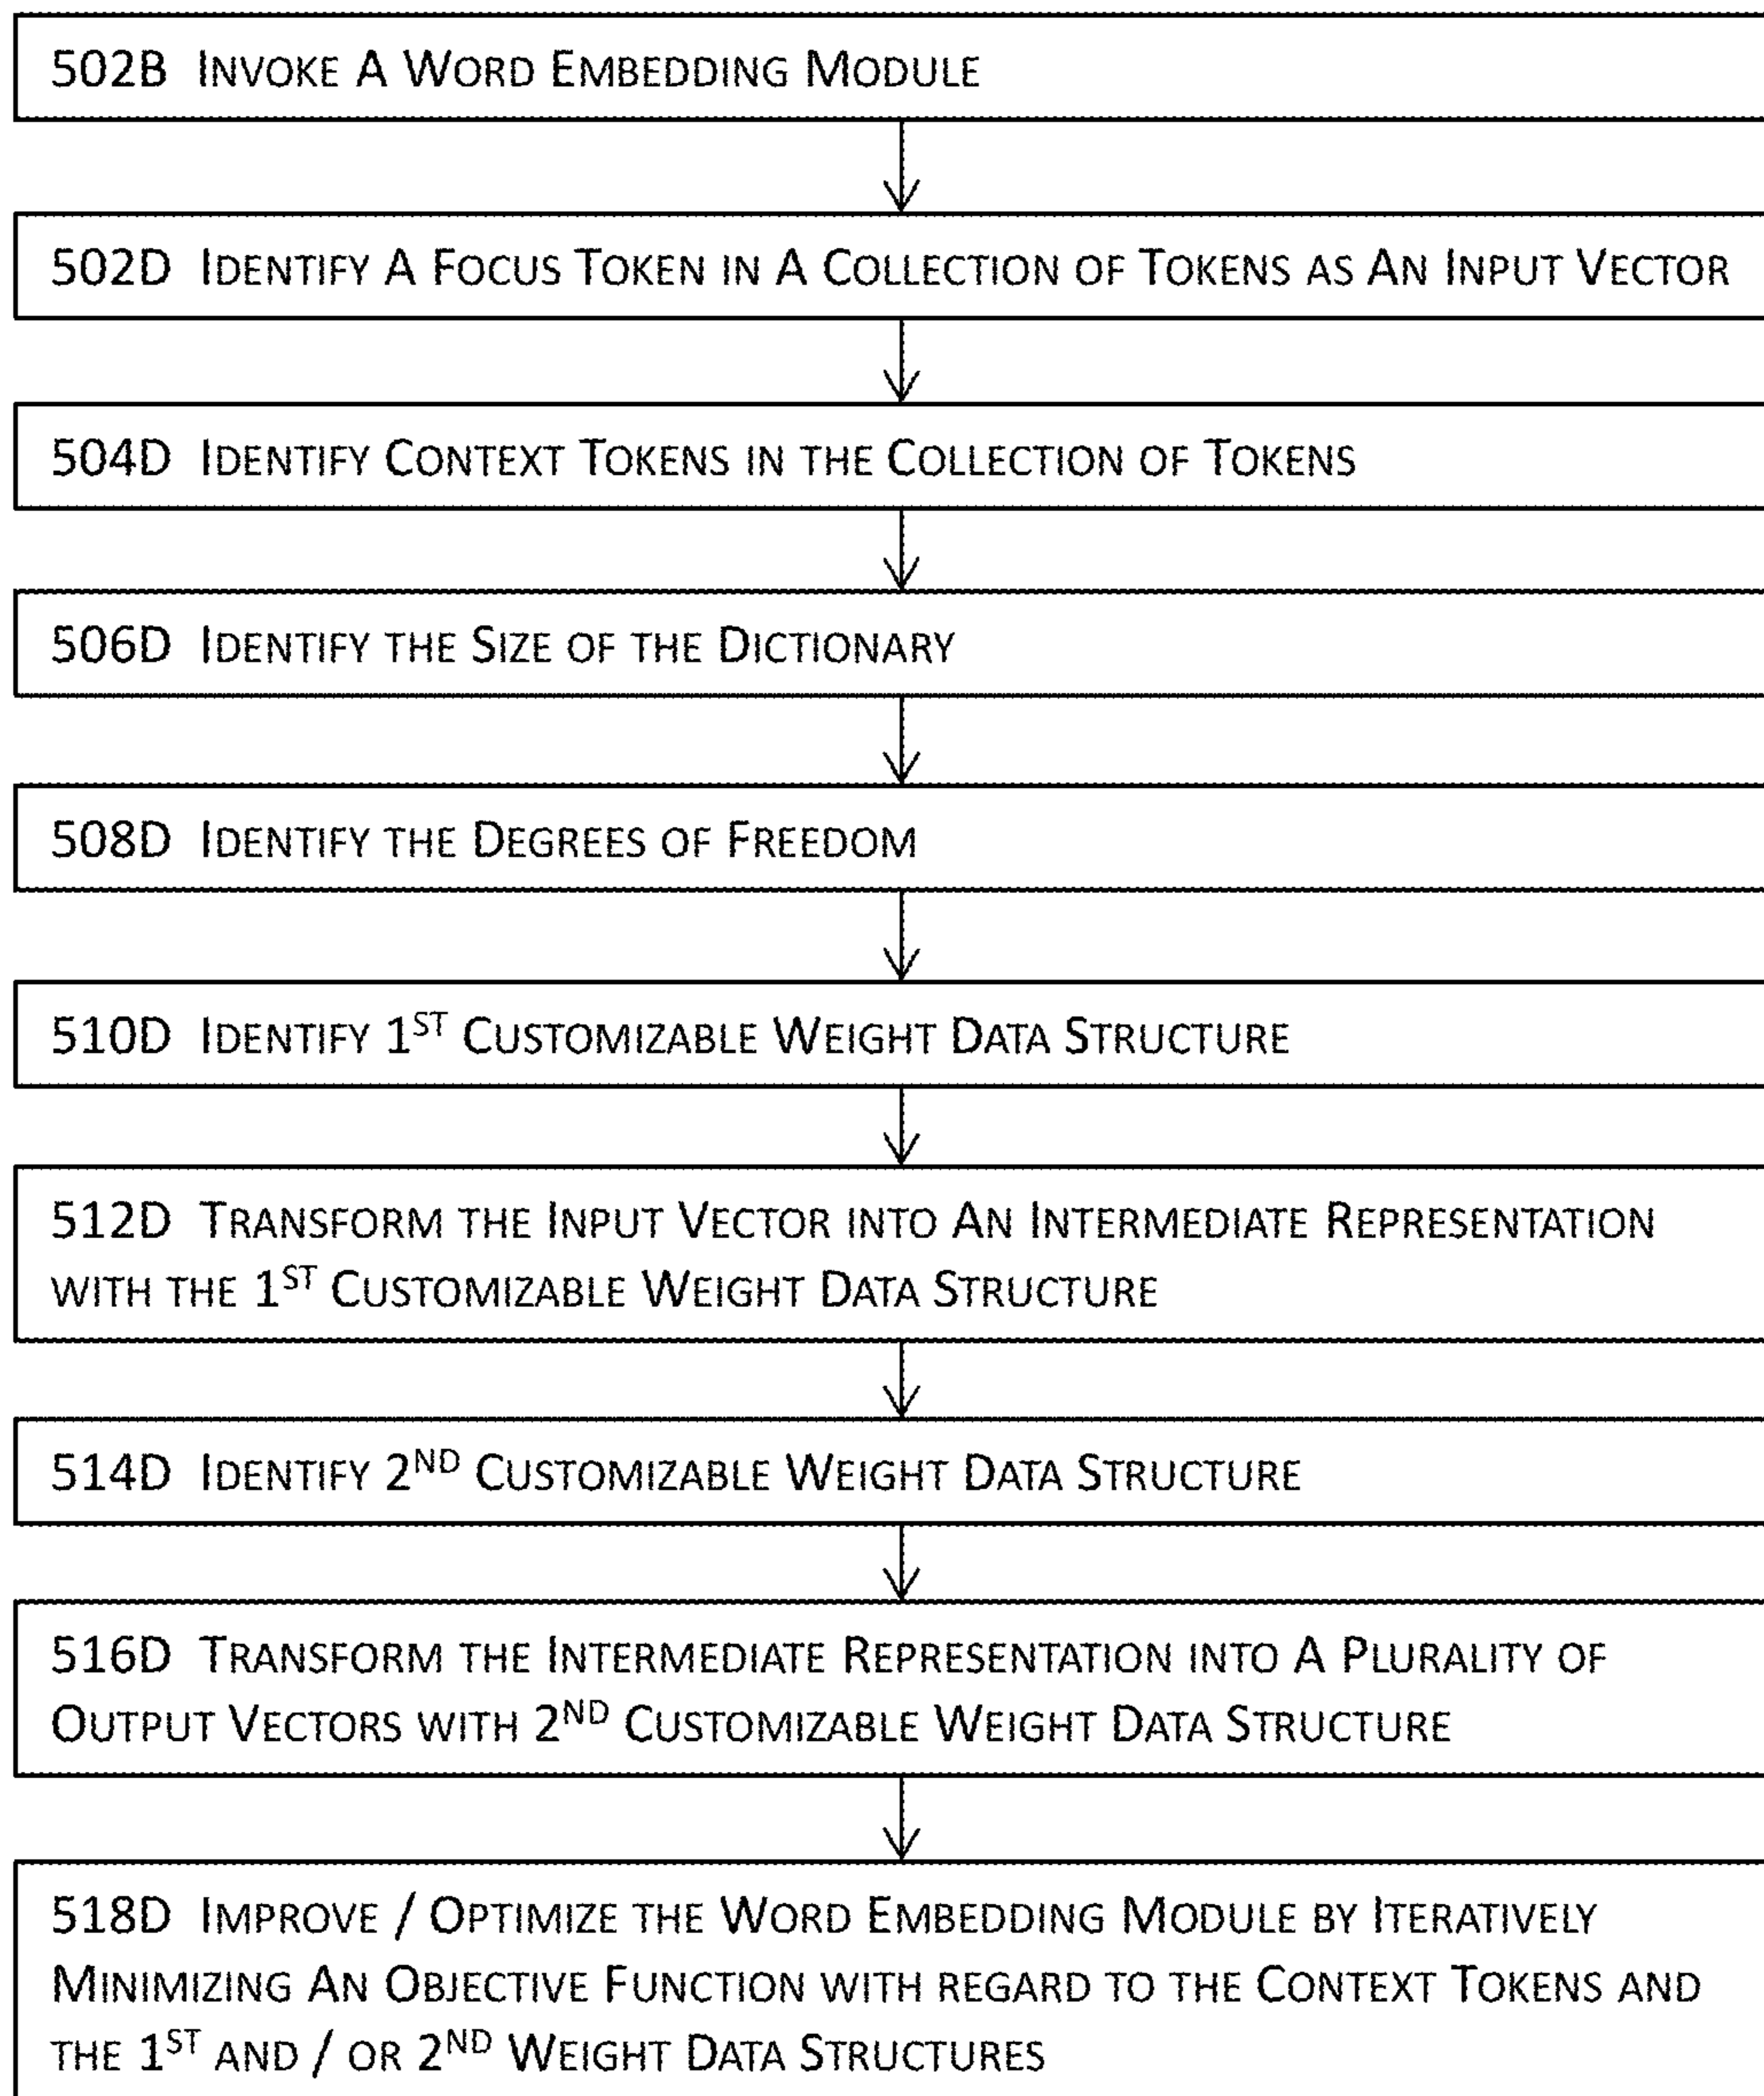 502B INVOKE A WORD EMBEDDING MODULE
502D IDENTIFY A FOCUS TOKEN IN A COLLECTION OF TOKENS AS AN INPUT VECTOR
504D IDENTIFY CONTEXT TOKENS IN THE COLLECTION OF TOKENS
506D IDENTIFY THE SIZE OF THE DICTIONARY
508D IDENTIFY THE DEGREES OF FREEDOM
510D IDENTIFY 1ST CUSTOMIZABLE WEIGHT DATA STRUCTURE
512D TRANSFORM THE INPUT VECTOR INTO AN INTERMEDIATE REPRESENTATION
WITH THE 1ST CUSTOMIZABLE WEIGHT DATA STRUCTURE
514D IDENTIFY 2ND CUSTOMIZABLE WEIGHT DATA STRUCTURE
516D TRANSFORM THE INTERMEDIATE REPRESENTATION INTO A PLURALITY OF
OUTPUT VECTORS WITH 2ND CUSTOMIZABLE WEIGHT DATA STRUCTURE
518D IMPROVE / OPTIMIZE THE WORD EMBEDDING MODULE BY ITERATIVELY
MINIMIZING AN OBJECTIVE FUNCTION WITH REGARD TO THE CONTEXT TOKENS AND
THE 1ST AND / OR 2ND WEIGHT DATA STRUCTURES